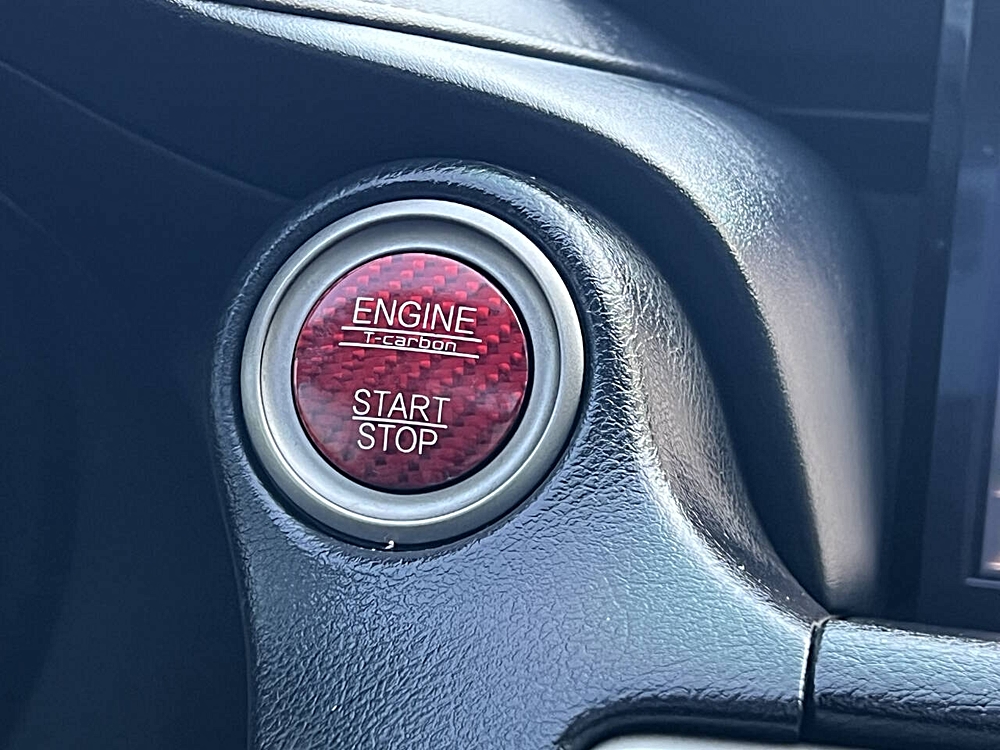 ENGINE
T-carbon
START
STOP